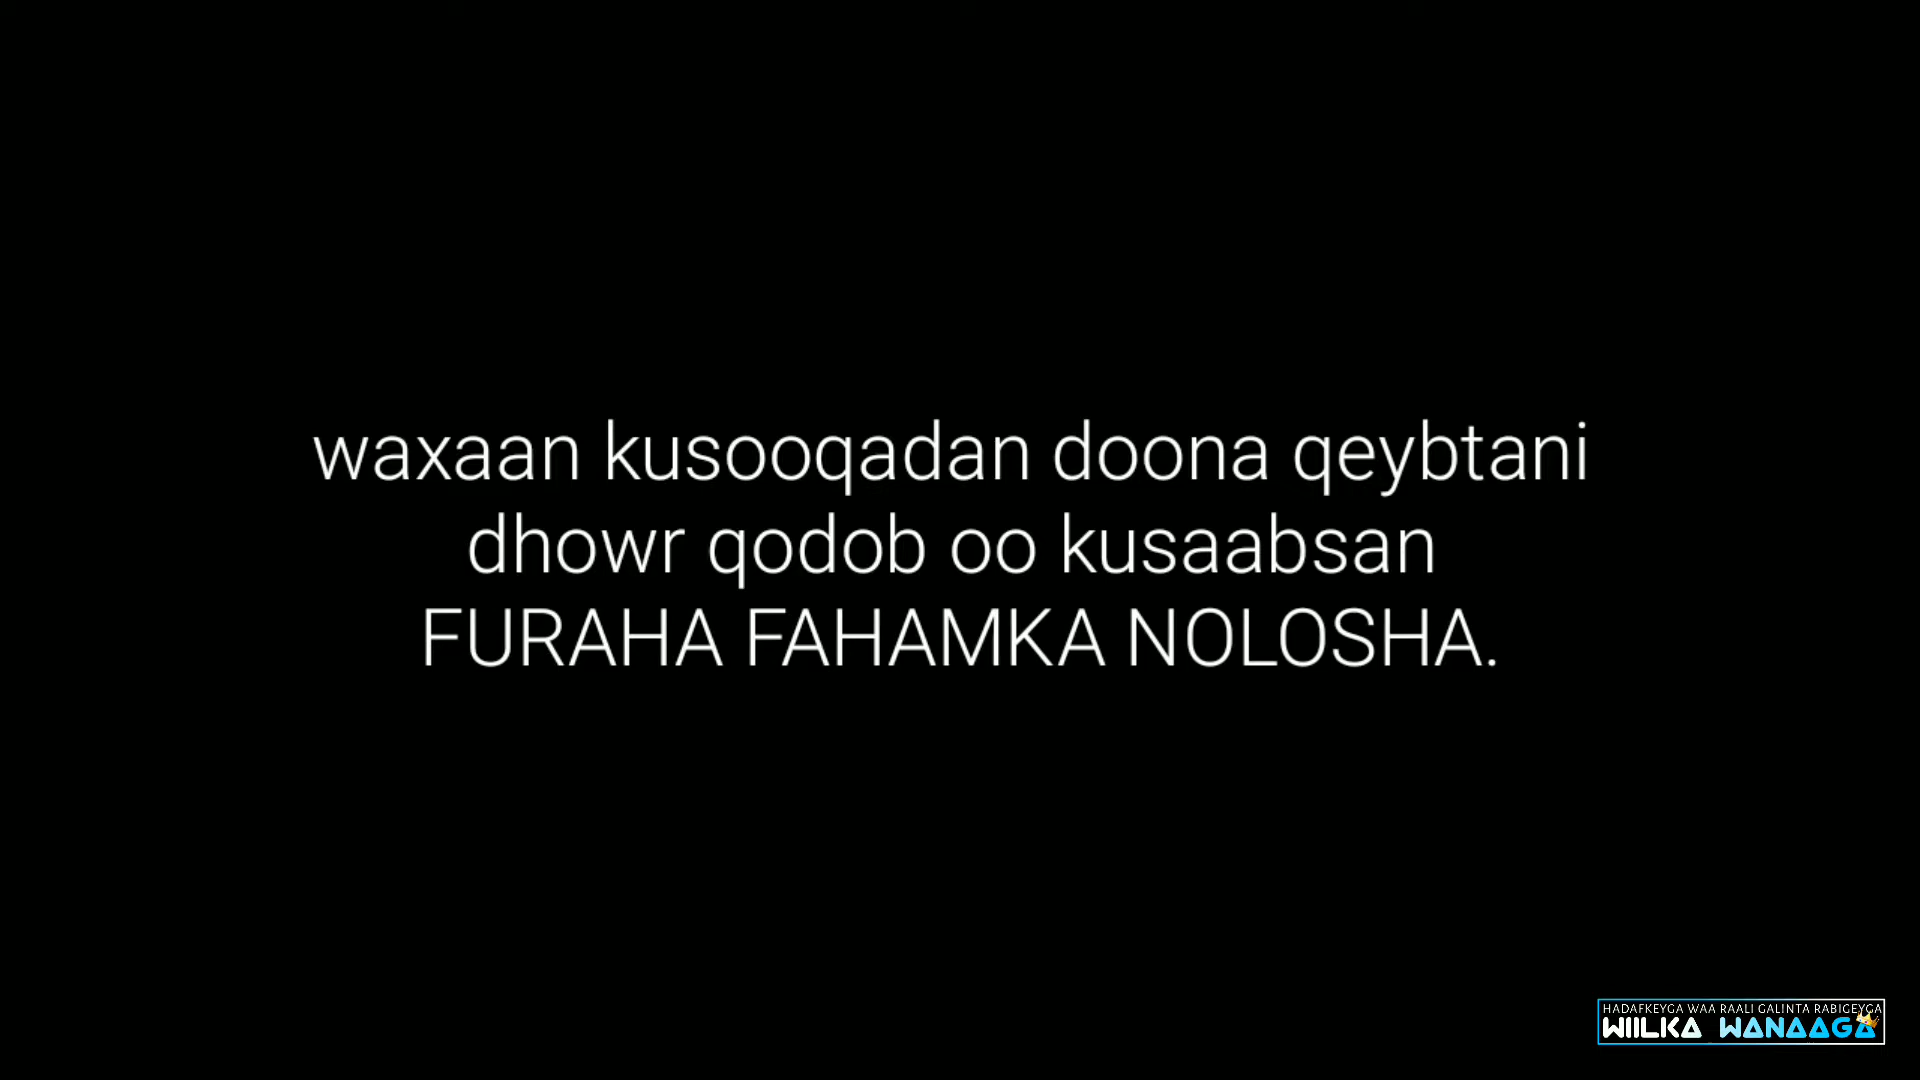 waxaan kusooqadan doona qeybtani
dhowr qodob oo kusaabsan
FURAHA FAHAMKA NOLOSHA.
HADAFKEYGA WAA RAALI GALINTA RABIGEYGA
WIILKA WANAAGA